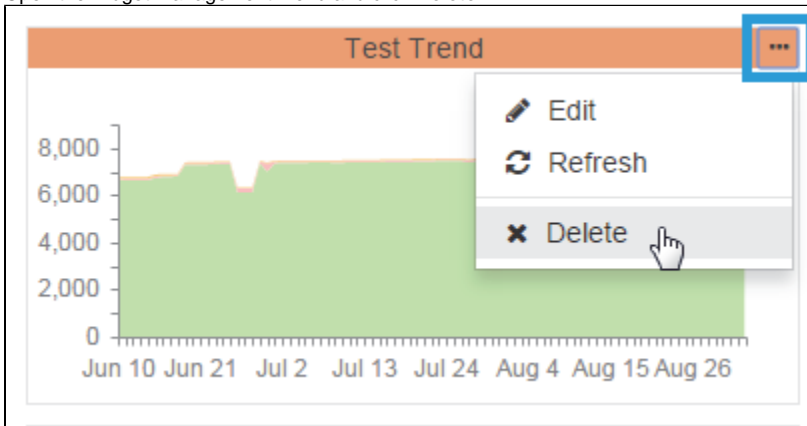 Test Trend
Edit
Refresh
Delete
8,000
6,000
4,000
2,000
0
Jun 10 Jun 21 Jul 2 Jul 13 Jul 24 Aug 4 Aug 15 Aug 26